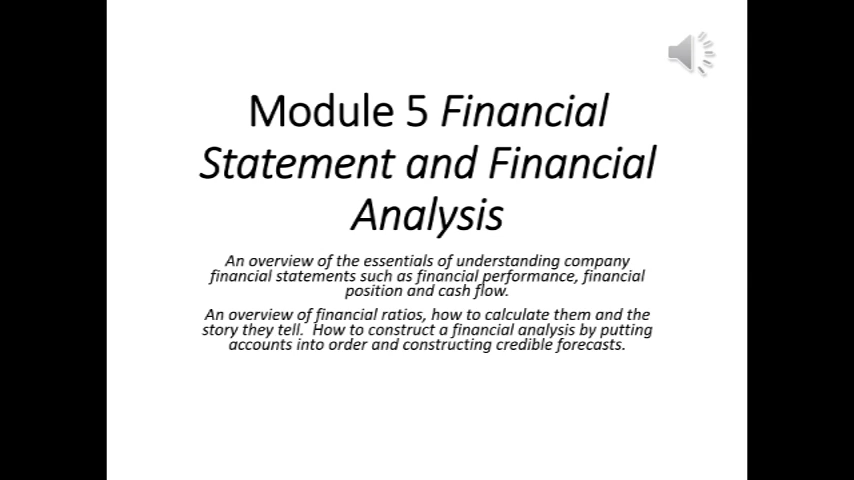 Module 5 Financial
Statement and Financial
Analysis
An overview of the essentials of understanding company
financial statements such as financial performance, financial
position and cash flow.
An overview of financial ratios, how to calculate them and the
story they tell.  How to construct a financial analysis by putting
accounts into order and constructing credible forecasts.